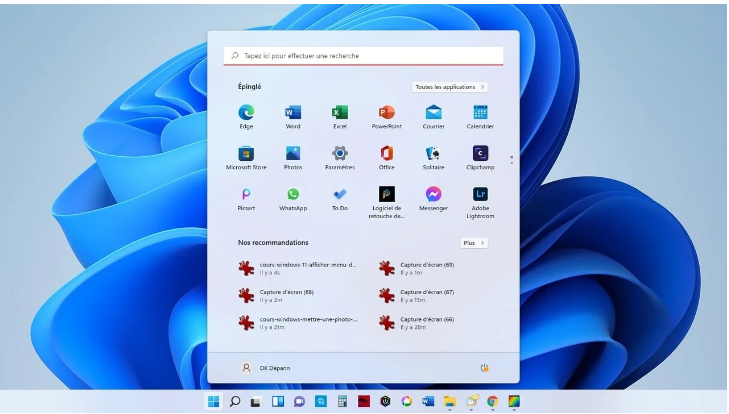 Tapez ici pour effectuer une recherche
Épinglé
Toutes les applications
Edge
Word
Excel
PowerPoint
Courrier
Calendrier
Microsoft Store
Photos
Paramètres
Office
Solitaire
Clipchamp
Picsart
WhatsApp
To Do
Logiciel de
retouche de...
Messenger
Adobe
Lightroom
Nos recommandations
Plus
cours-windows-11-afficher-menu-d...
Il y a 4s
Capture d'écran (69)
Il y a 1m
Capture d'écran (68)
Il y a 2m
Capture d'écran (67)
Il y a 15m
cours-windows-mettre-une-photo-...
Il y a 21m
Capture d'écran (66)
Il y a 26m
OK Dépann